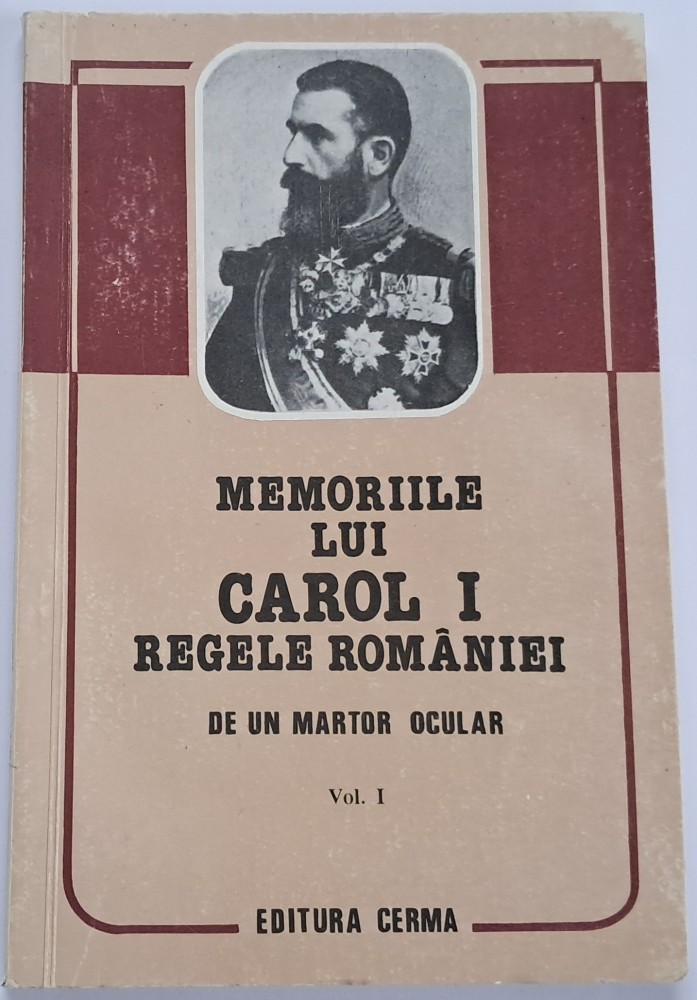 MEMORIILE
LUI
CAROL I
REGELE ROMÂNIEI
DE UN MARTOR OCULAR
Vol. I
EDITURA CERMA